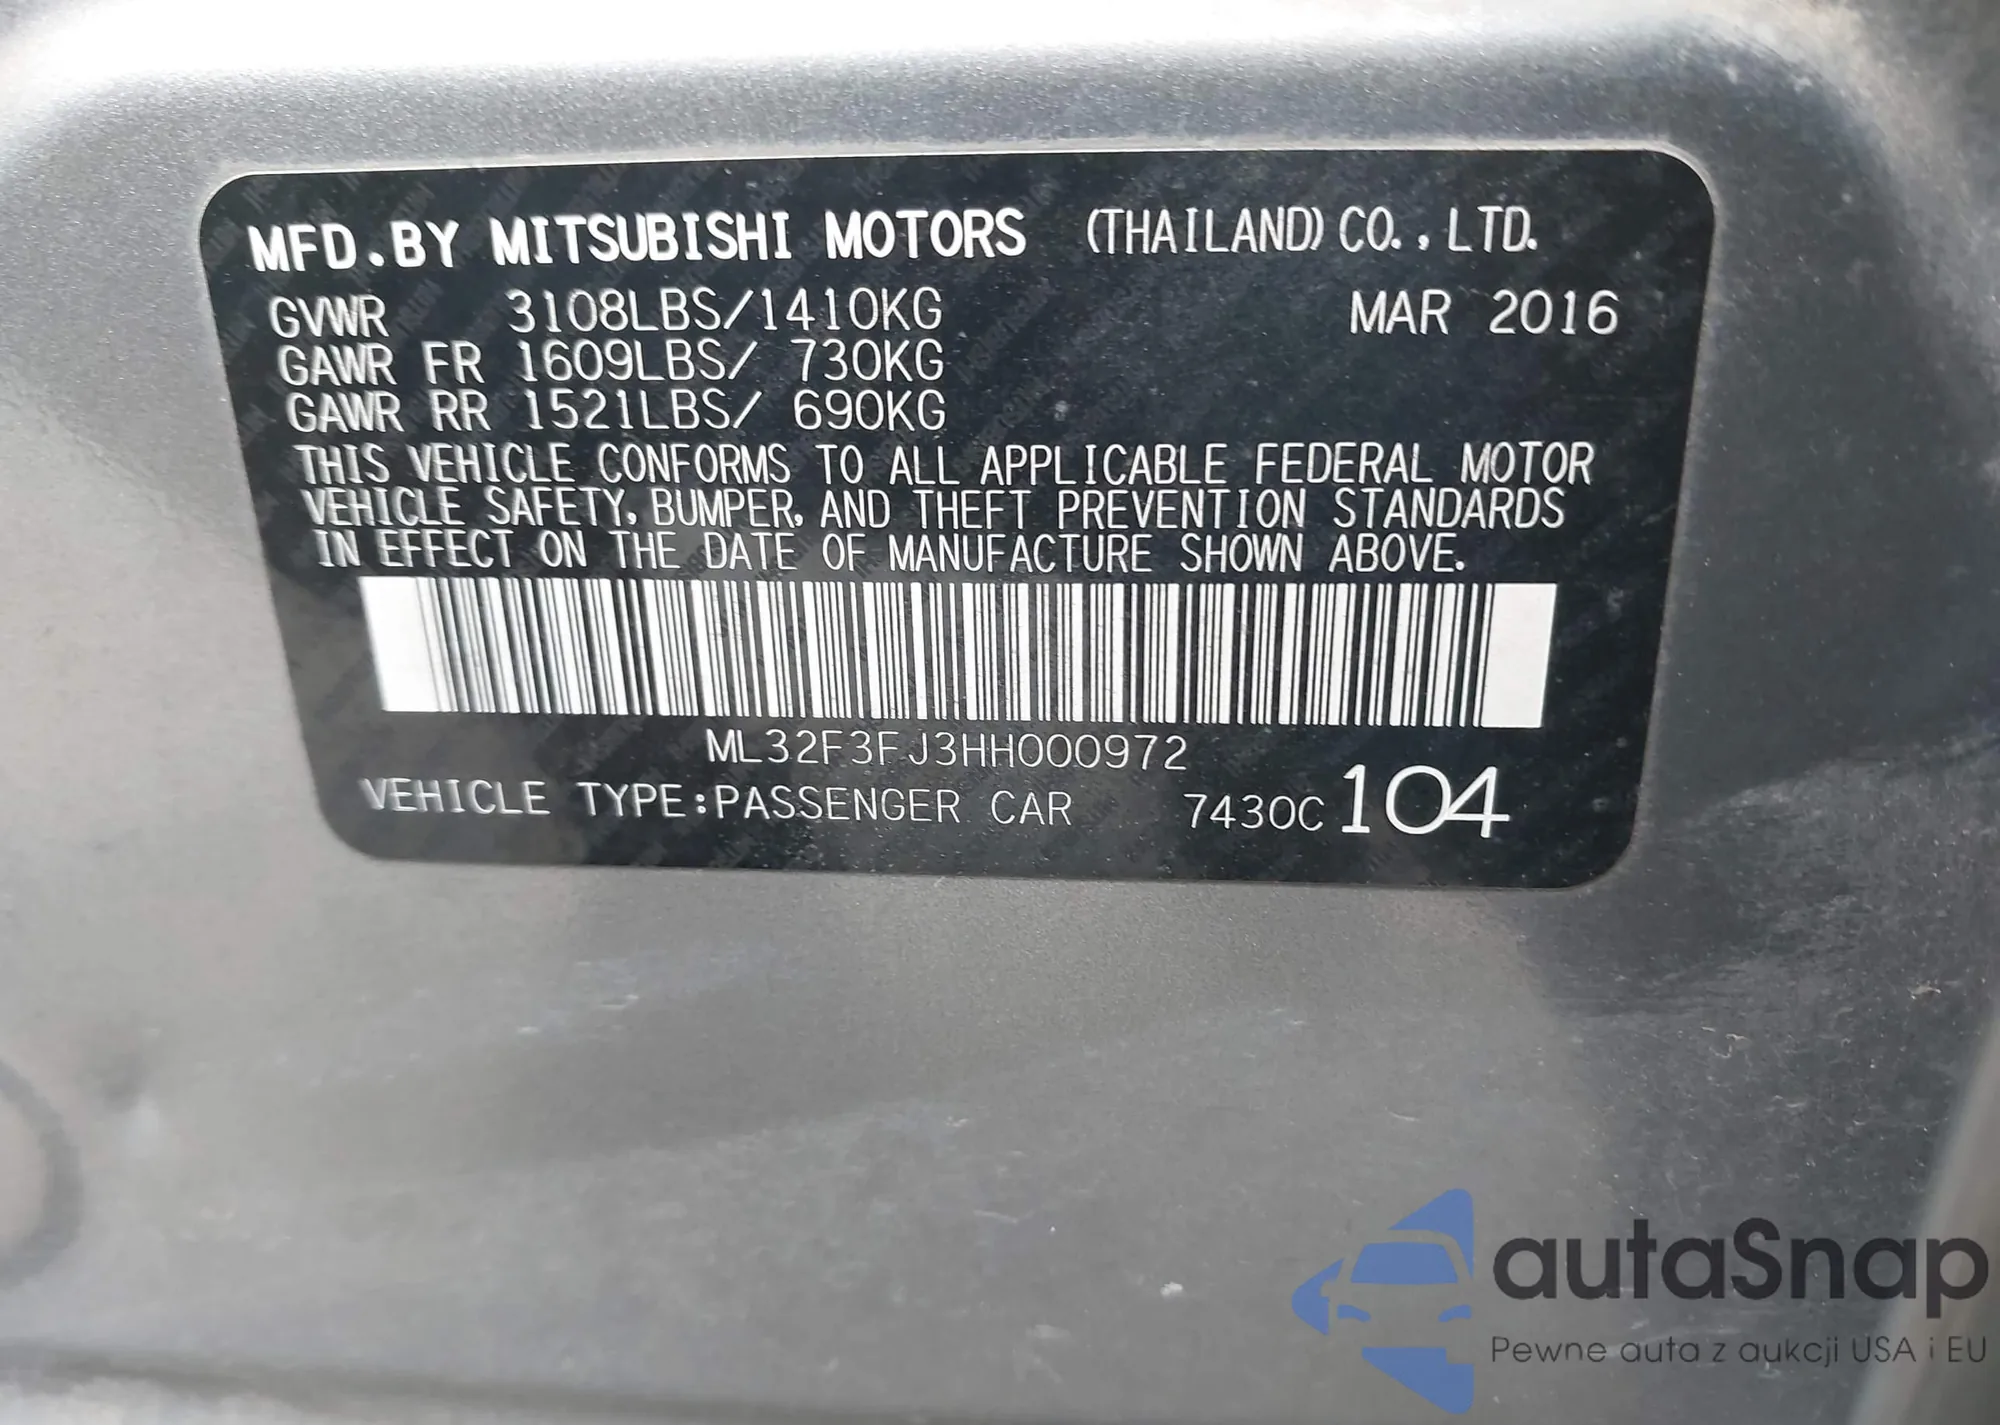 MFD.BY MITSUBISHI MOTORS (THAILAND) CO., LTD.
GVWR 3108LBS/1410KG MAR 2016
GAWR FR 1609LBS/ 730KG
GAWR RR 1521LBS/ 690KG
THIS VEHICLE CONFORMS TO ALL APPLICABLE FEDERAL MOTOR
VEHICLE SAFETY, BUMPER, AND THEFT PREVENTION STANDARDS
IN EFFECT ON THE DATE OF MANUFACTURE SHOWN ABOVE.
ML32F3FJ3HH000972
VEHICLE TYPE:PASSENGER CAR 7430C 104
autaSnap
Pewne auta z aukcji USA i EU